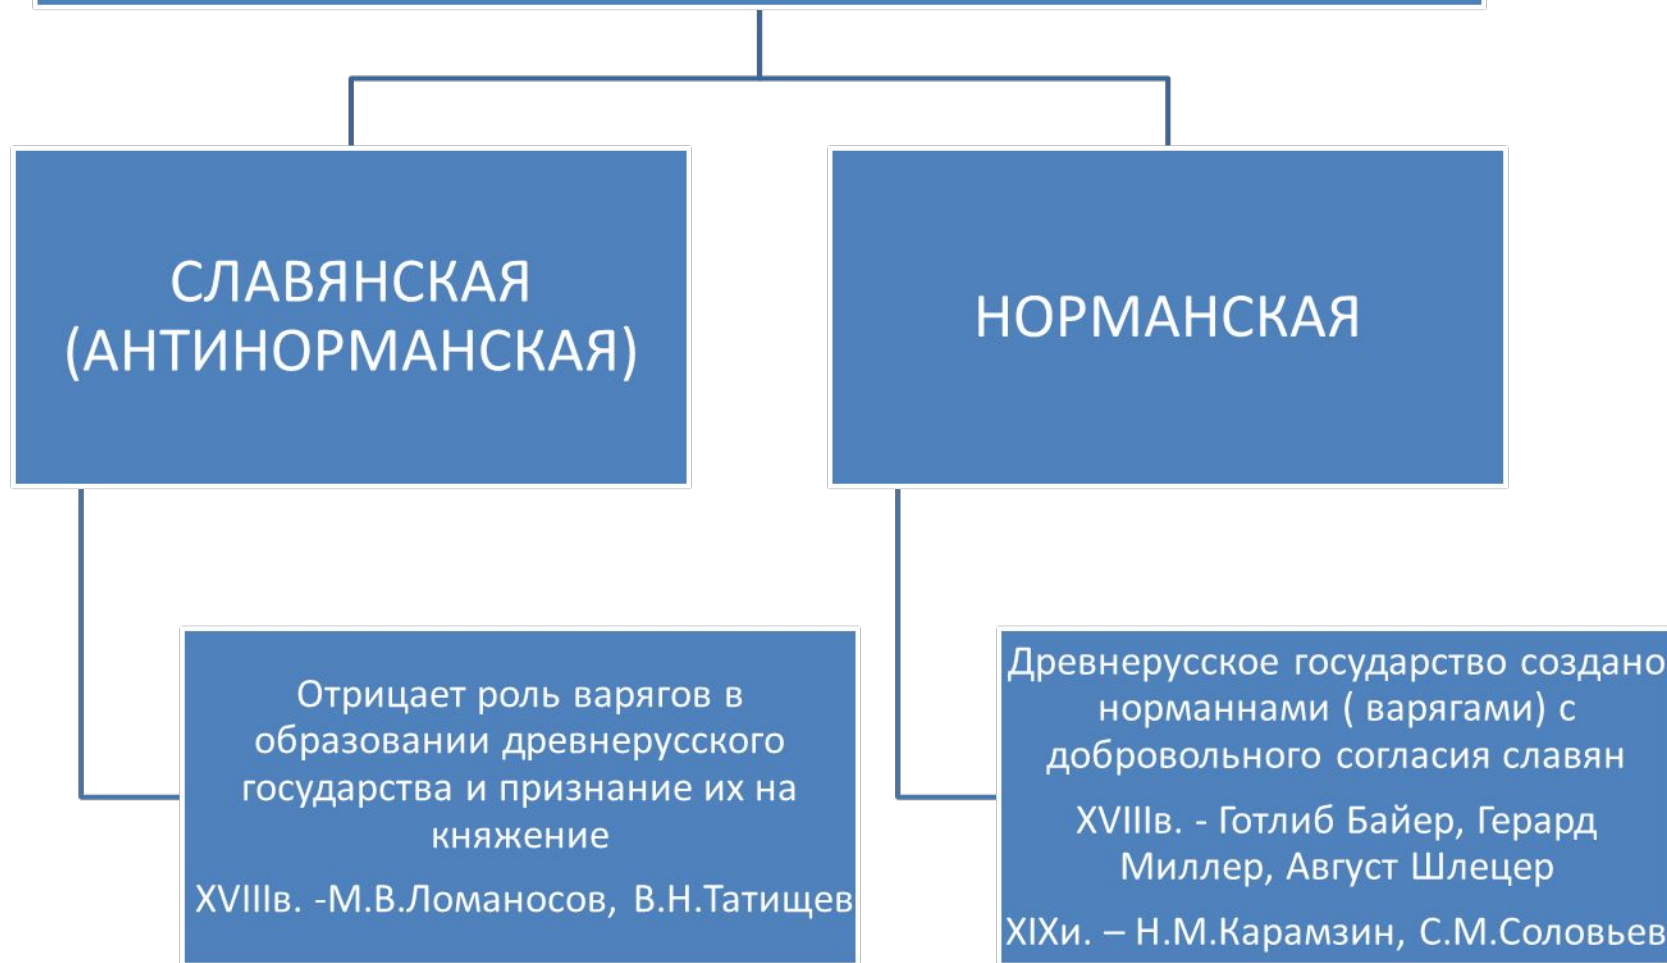 СЛАВЯНСКАЯ
(АНТИНОРМАНСКАЯ)
НОРМАНСКАЯ
Отрицает роль варягов в
образовании древнерусского
государства и признание их на
княжение
XVIIIв. -М.В.Ломаносов, В.Н.Татищев
Древнерусское государство создано
норманнами ( варягами) с
добровольного согласия славян
XVIIIв. - Готлиб Байер, Герард
Миллер, Август Шлецер
XIXи. – Н.М.Карамзин, С.М.Соловьев